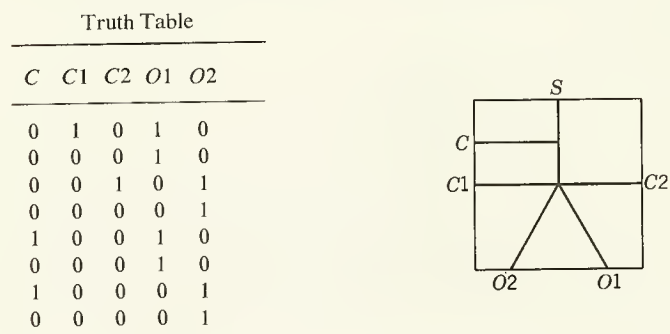 Truth Table
C C1 C2 O1 O2
0 1 0 1 0
0 0 0 1 0
0 0 1 0 1
0 0 0 0 1
1 0 0 1 0
0 0 0 1 0
1 0 0 0 1
0 0 0 0 1
S
C
C1 C2
O2 O1